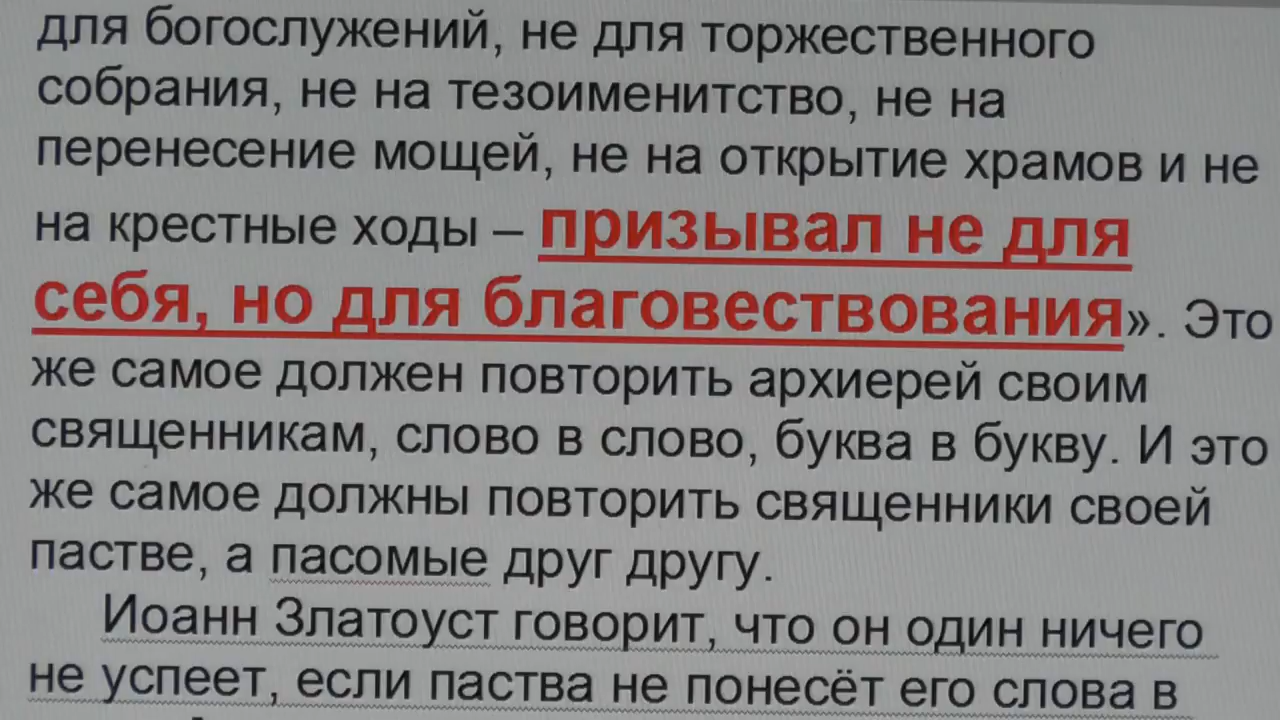 для богослужений, не для торжественного
собрания, не на тезоименитство, не на
перенесение мощей, не на открытие храмов и не
на крестные ходы – призывал не для
себя, но для благовествования». Это
же самое должен повторить архиерей своим
священникам, слово в слово, буква в букву. И это
же самое должны повторить священники своей
пастве, а пасомые друг другу.
Иоанн Златоуст говорит, что он один ничего
не успеет, если паства не понесёт его слова в